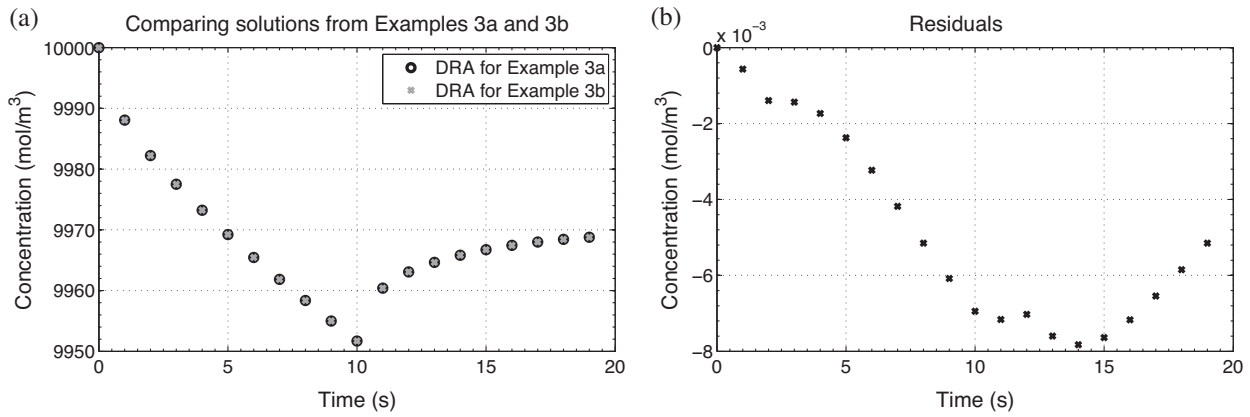 (a)
Comparing solutions from Examples 3a and 3b
Concentration (mol/m³)
10000
9990
9980
9970
9960
9950
DRA for Example 3a
DRA for Example 3b
0
5
10
15
20
Time (s)
(b)
Residuals
x 10⁻³
Concentration (mol/m³)
0
−2
−4
−6
−8
0
5
10
15
20
Time (s)